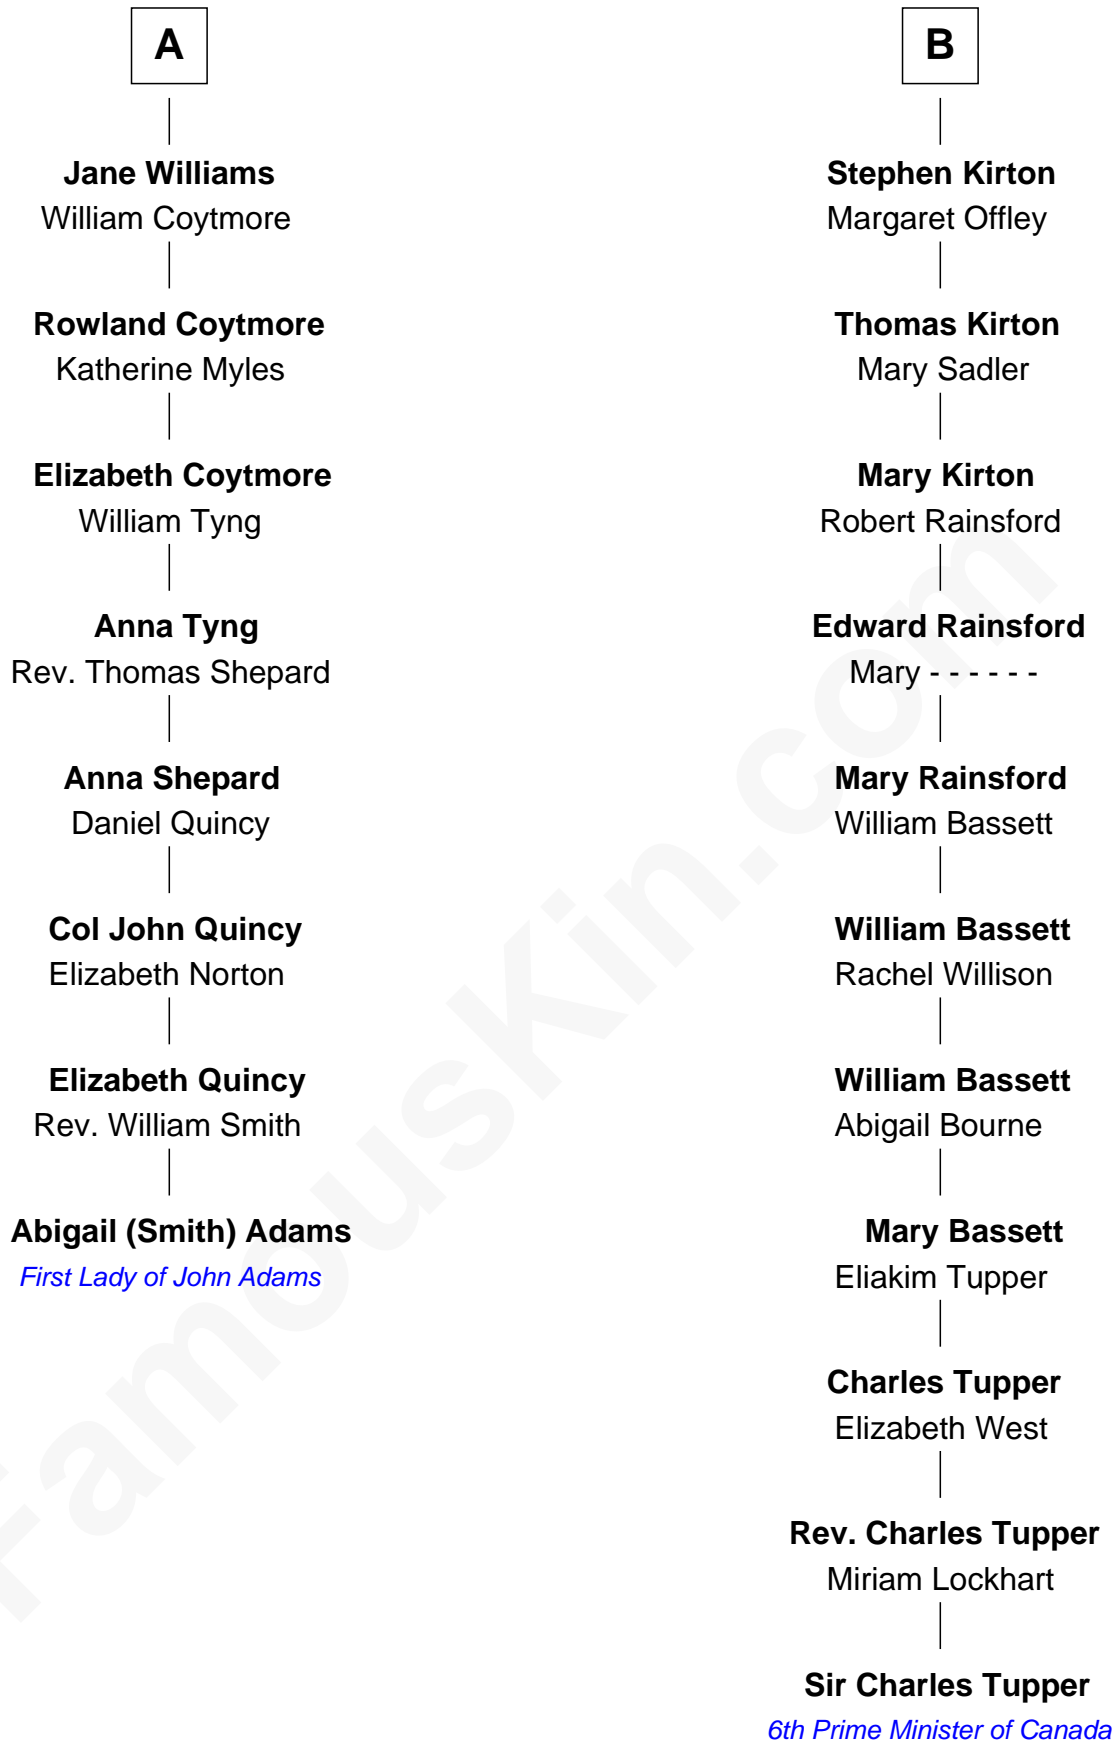 A
Jane Williams
William Coytmore
Rowland Coytmore
Katherine Myles
Elizabeth Coytmore
William Tyng
Anna Tyng
Rev. Thomas Shepard
Anna Shepard
Daniel Quincy
Col John Quincy
Elizabeth Norton
Elizabeth Quincy
Rev. William Smith
Abigail (Smith) Adams
First Lady of John Adams
B
Stephen Kirton
Margaret Offley
Thomas Kirton
Mary Sadler
Mary Kirton
Robert Rainsford
Edward Rainsford
Mary - - - - - -
Mary Rainsford
William Bassett
William Bassett
Rachel Willison
William Bassett
Abigail Bourne
Mary Bassett
Eliakim Tupper
Charles Tupper
Elizabeth West
Rev. Charles Tupper
Miriam Lockhart
Sir Charles Tupper
6th Prime Minister of Canada
FamousKin.com